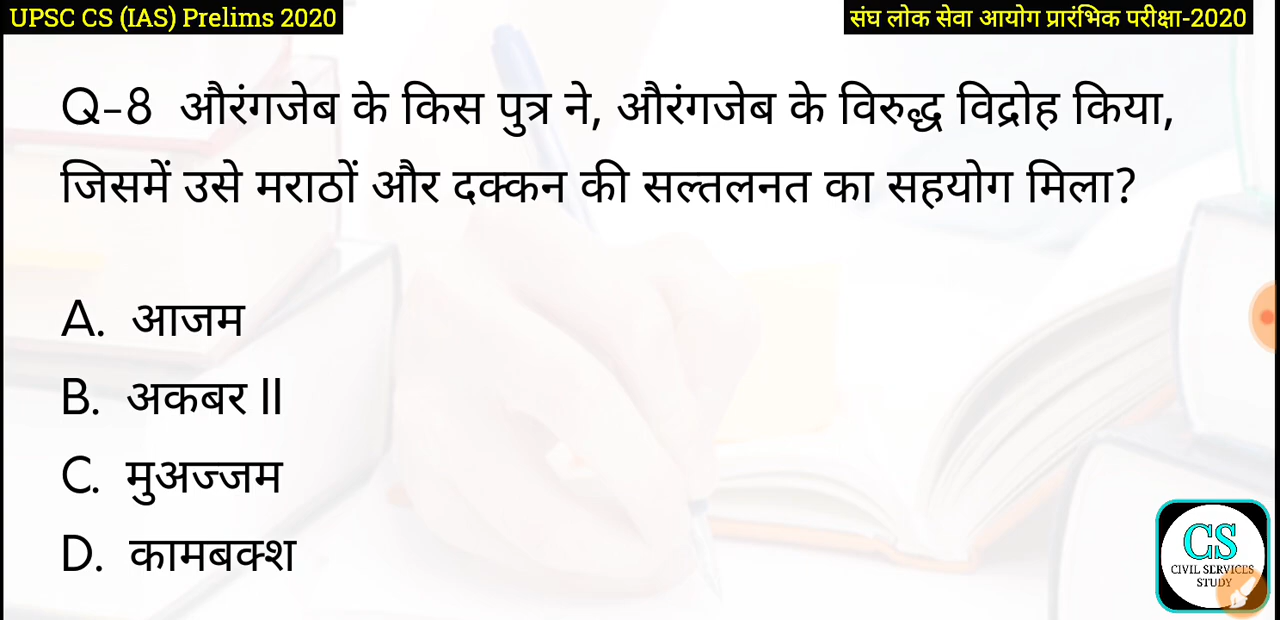 UPSC CS (IAS) Prelims 2020
संघ लोक सेवा आयोग प्रारंभिक परीक्षा-2020
Q-8 औरंगजेब के किस पुत्र ने, औरंगजेब के विरुद्ध विद्रोह किया,
जिसमें उसे मराठों और दक्कन की सल्तलनत का सहयोग मिला?
A. आजम
B. अकबर II
C. मुअज्जम
D. कामबक्श
CS
CIVIL SERVICES
STUDY